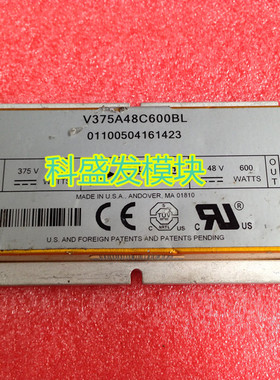 V375A48C600BL
01100504161423
科盛发模块
375 V
48 V
600
WATTS
OUT
MADE IN U.S.A., ANDOVER, MA 01810
CE
TÜV
US
U.S. AND FOREIGN PATENTS AND PATENTS PENDING